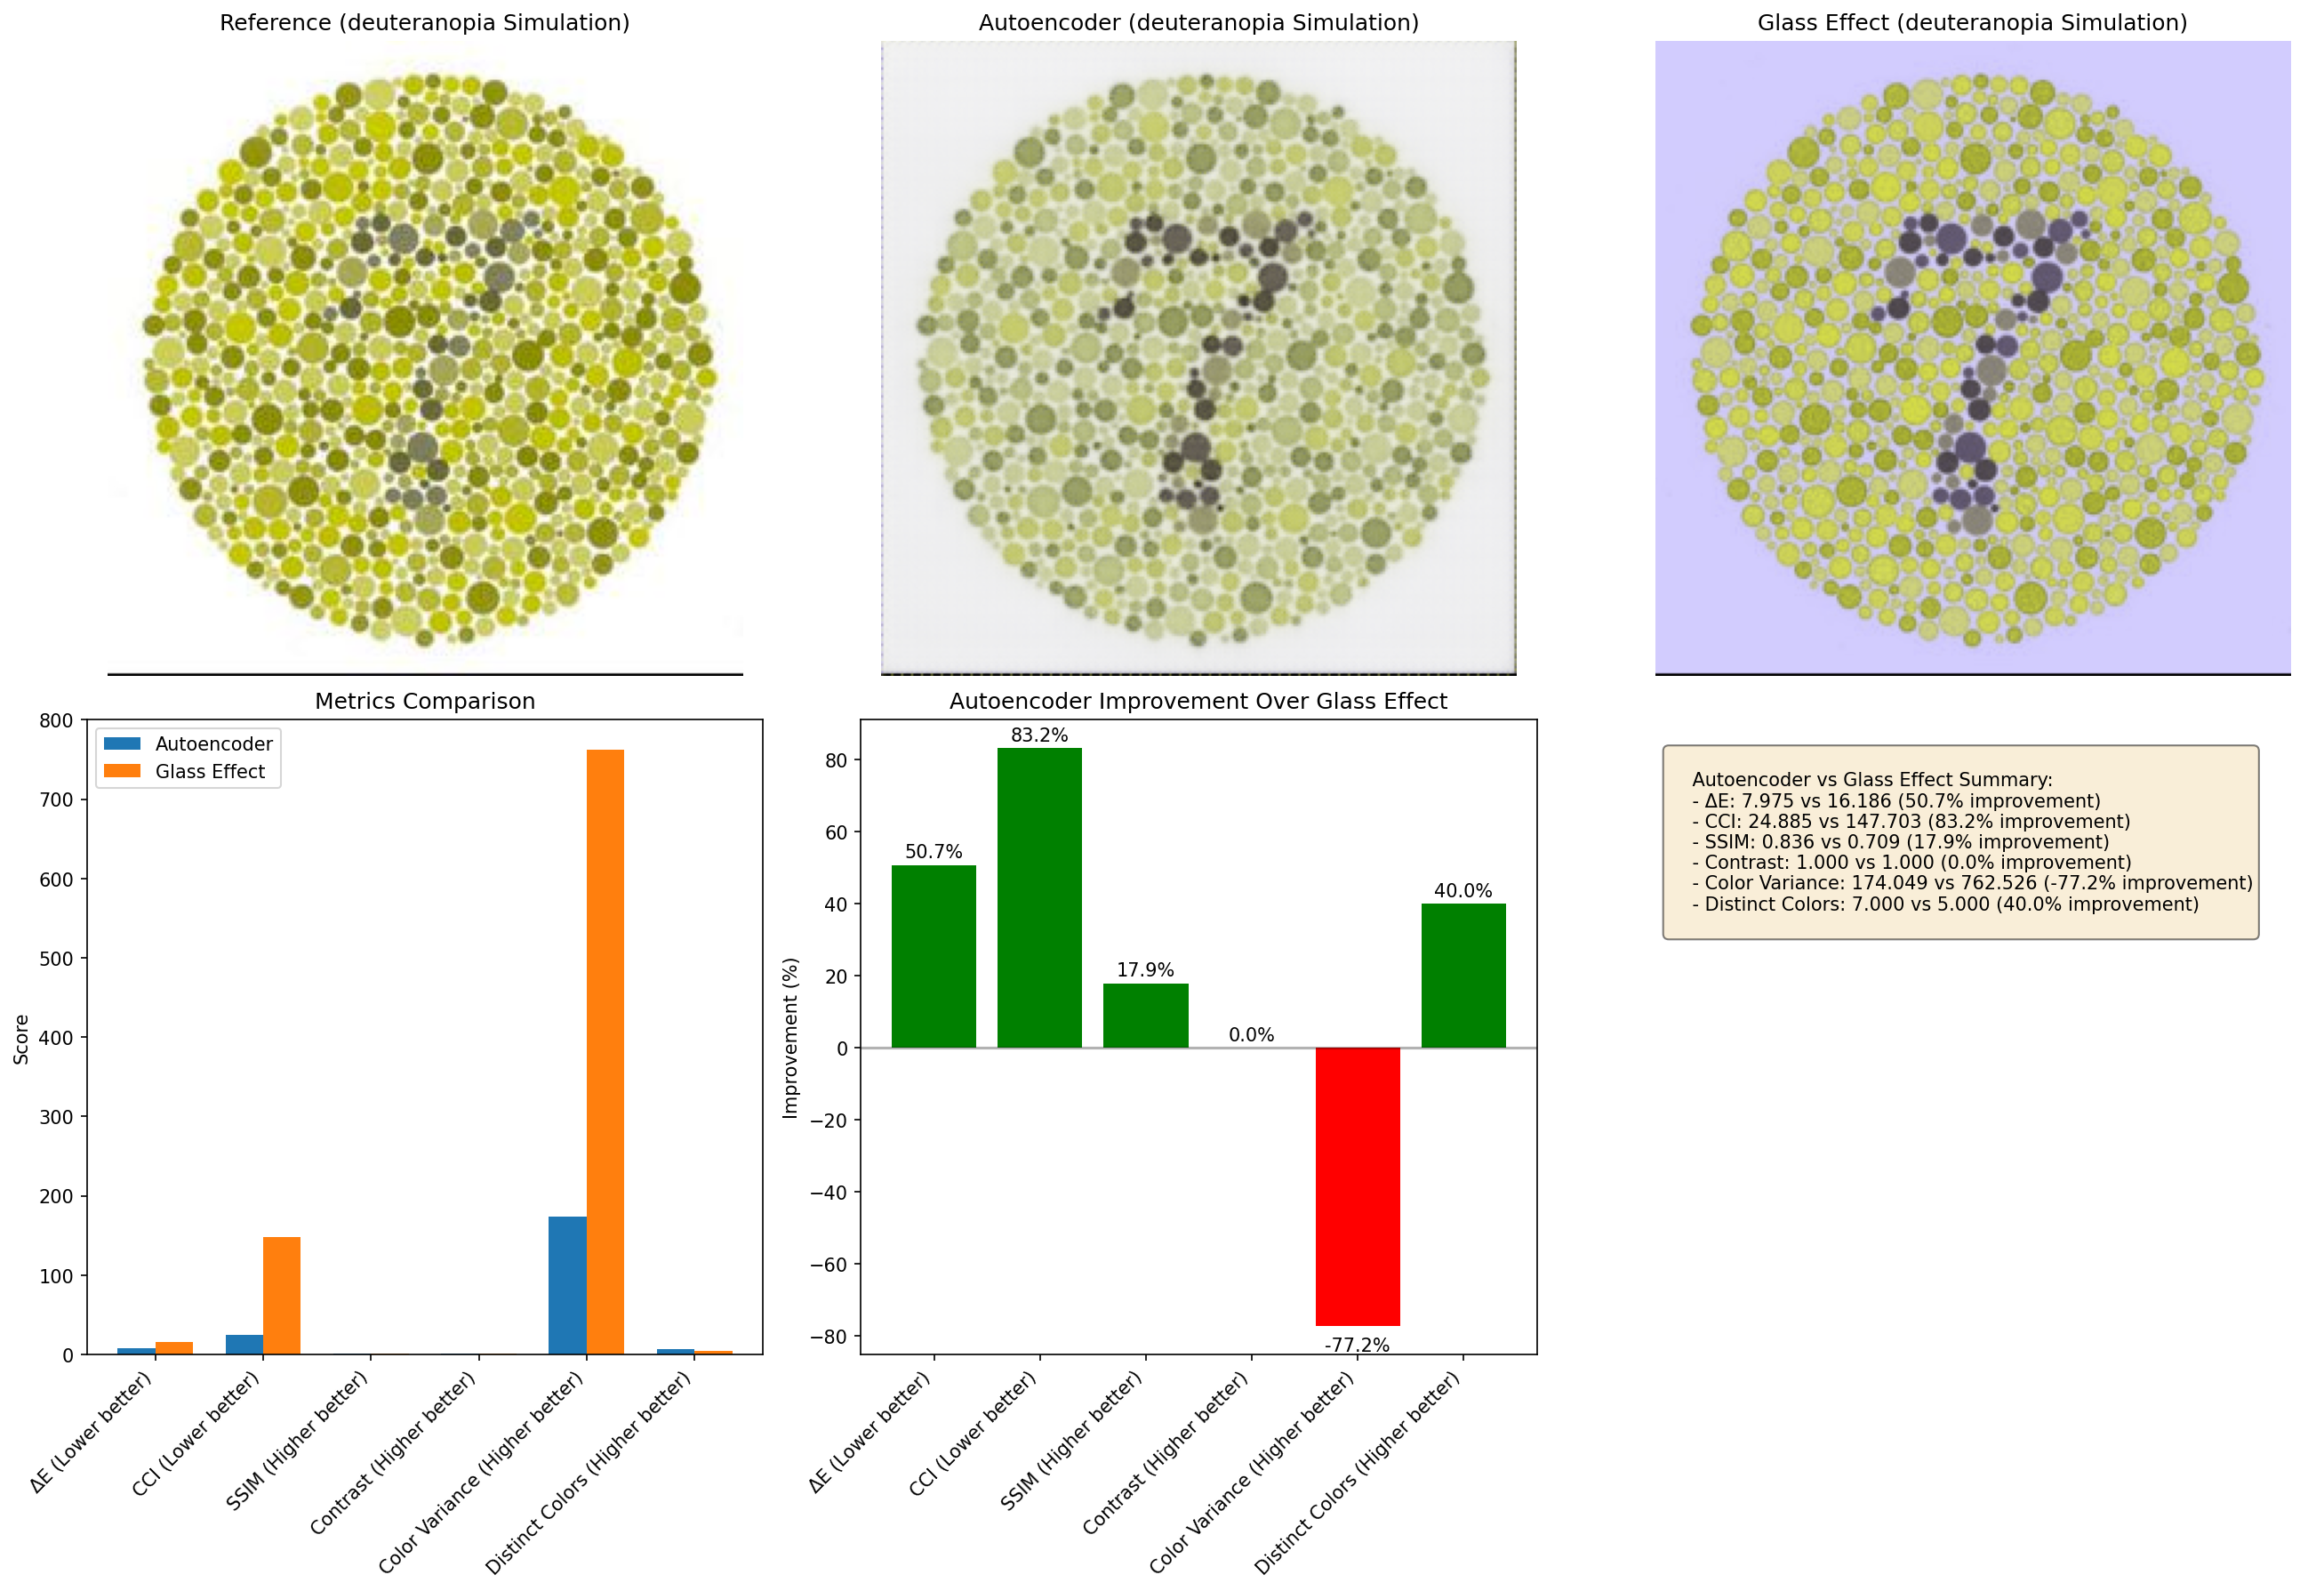 Reference (deuteranopia Simulation)
Autoencoder (deuteranopia Simulation)
Glass Effect (deuteranopia Simulation)
7
7
7
Metrics Comparison
Score
800
700
600
500
400
300
200
100
0
Autoencoder
Glass Effect
ΔE (Lower better)
CCI (Lower better)
SSIM (Higher better)
Contrast (Higher better)
Color Variance (Higher better)
Distinct Colors (Higher better)
Autoencoder Improvement Over Glass Effect
Improvement (%)
80
60
40
20
0
−20
−40
−60
−80
50.7%
83.2%
17.9%
0.0%
-77.2%
40.0%
ΔE (Lower better)
CCI (Lower better)
SSIM (Higher better)
Contrast (Higher better)
Color Variance (Higher better)
Distinct Colors (Higher better)
Autoencoder vs Glass Effect Summary:
- ΔE: 7.975 vs 16.186 (50.7% improvement)
- CCI: 24.885 vs 147.703 (83.2% improvement)
- SSIM: 0.836 vs 0.709 (17.9% improvement)
- Contrast: 1.000 vs 1.000 (0.0% improvement)
- Color Variance: 174.049 vs 762.526 (-77.2% improvement)
- Distinct Colors: 7.000 vs 5.000 (40.0% improvement)